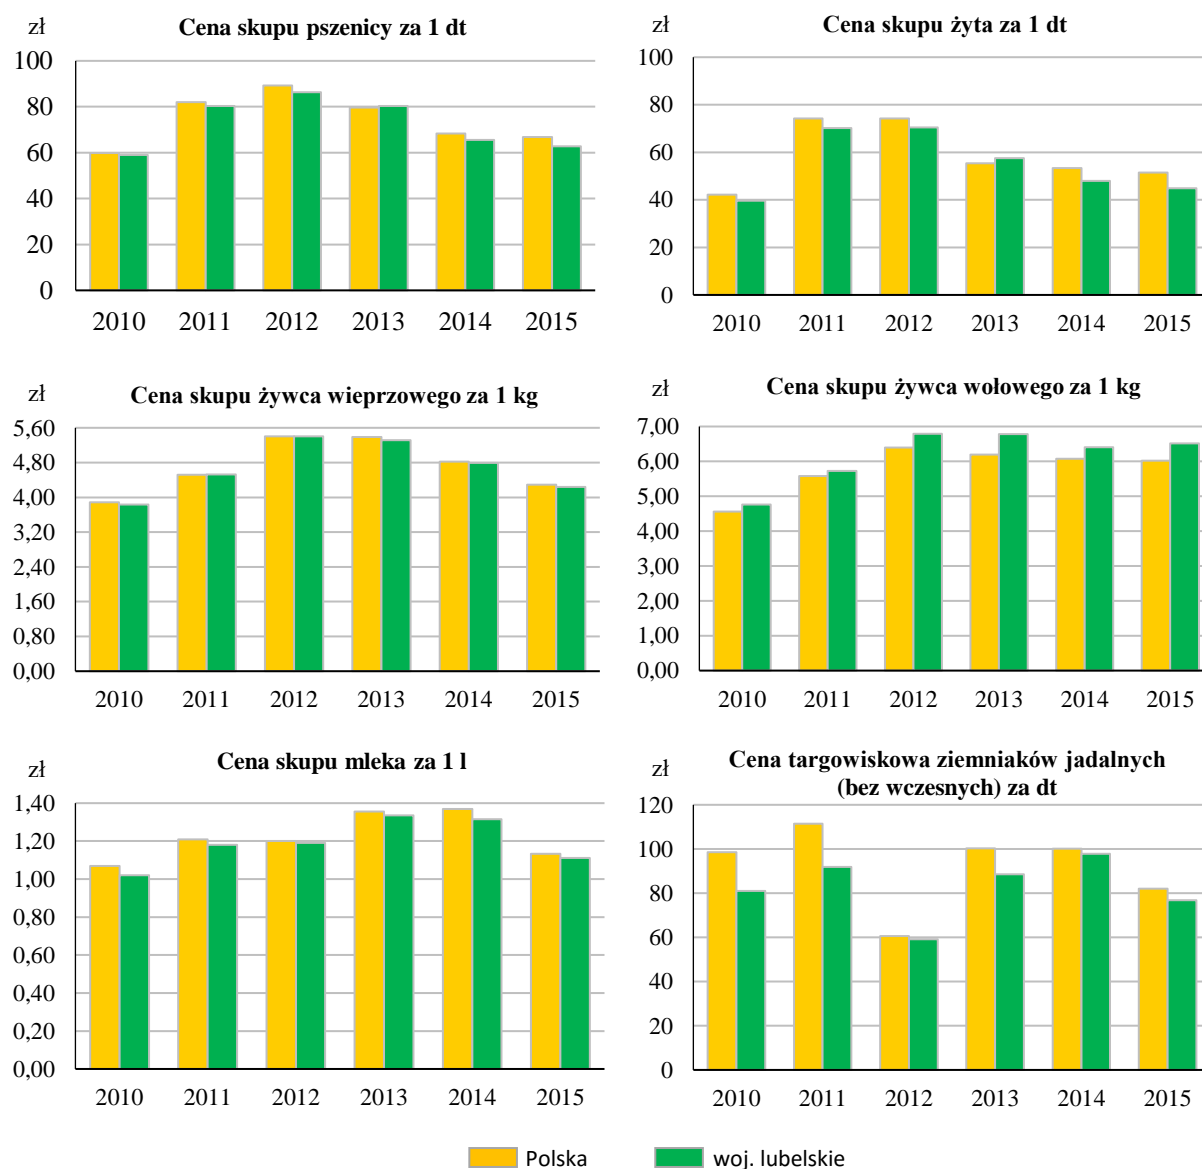 zł
Cena skupu pszenicy za 1 dt
100
80
60
40
20
0
2010 2011 2012 2013 2014 2015
zł
Cena skupu żyta za 1 dt
100
80
60
40
20
0
2010 2011 2012 2013 2014 2015
zł
Cena skupu żywca wieprzowego za 1 kg
5,60
4,80
4,00
3,20
2,40
1,60
0,80
0,00
2010 2011 2012 2013 2014 2015
zł
Cena skupu żywca wołowego za 1 kg
7,00
6,00
5,00
4,00
3,00
2,00
1,00
0,00
2010 2011 2012 2013 2014 2015
zł
Cena skupu mleka za 1 l
1,40
1,20
1,00
0,80
0,60
0,40
0,20
0,00
2010 2011 2012 2013 2014 2015
zł
Cena targowiskowa ziemniaków jadalnych
(bez wczesnych) za dt
120
100
80
60
40
20
0
2010 2011 2012 2013 2014 2015
Polska woj. lubelskie